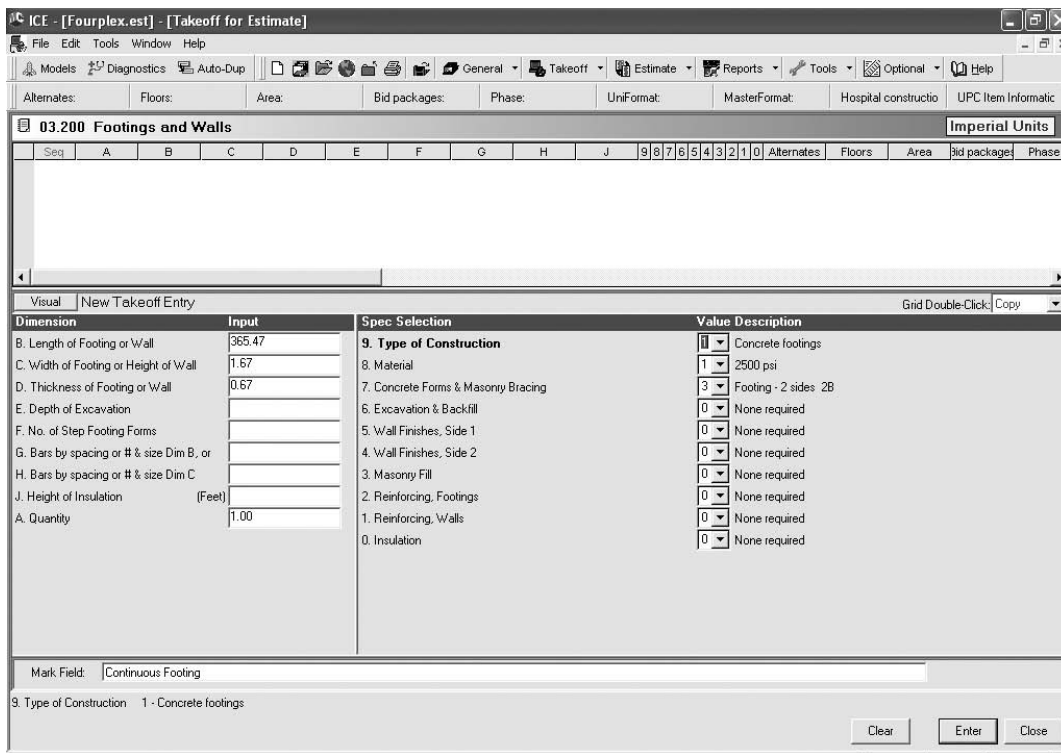 ICE - [Fourplex.est] - [Takeoff for Estimate]
File Edit Tools Window Help
Models Diagnostics Auto-Dup General Takeoff Estimate Reports Tools Optional Help
Alternates: Floors: Area: Bid packages: Phase: UniFormat: MasterFormat: Hospital constructio UPC Item Informatic
03.200 Footings and Walls Imperial Units
Seq A B C D E F G H J 9 8 7 6 5 4 3 2 1 0 Alternates Floors Area Bid packages Phase
Visual New Takeoff Entry Grid Double-Click: Copy
Dimension Input Spec Selection Value Description
B. Length of Footing or Wall 365.47 9. Type of Construction 1 Concrete footings
C. Width of Footing or Height of Wall 1.67 8. Material 1 2500 psi
D. Thickness of Footing or Wall 0.67 7. Concrete Forms & Masonry Bracing 3 Footing - 2 sides 2B
E. Depth of Excavation 6. Excavation & Backfill 0 None required
F. No. of Step Footing Forms 5. Wall Finishes, Side 1 0 None required
G. Bars by spacing or # & size Dim B, or 4. Wall Finishes, Side 2 0 None required
H. Bars by spacing or # & size Dim C 3. Masonry Fill 0 None required
J. Height of Insulation (Feet) 2. Reinforcing, Footings 0 None required
A. Quantity 1.00 1. Reinforcing, Walls 0 None required
0. Insulation 0 None required
Mark Field: Continuous Footing
9. Type of Construction 1 - Concrete footings
Clear Enter Close